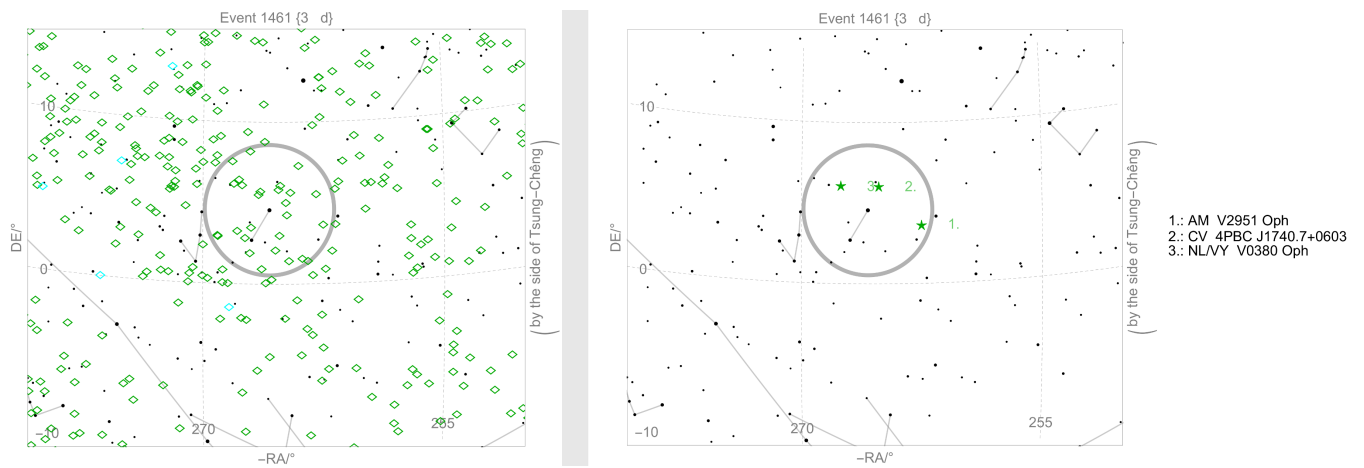 Event 1461 {3 d}
10
0
−10
270
255
DE/°
−RA/°
(by the side of Tsung−Chêng)
Event 1461 {3 d}
10
0
−10
270
255
3.
2.
1.
DE/°
−RA/°
(by the side of Tsung−Chêng)
1.: AM V2951 Oph
2.: CV 4PBC J1740.7+0603
3.: NL/VY V0380 Oph